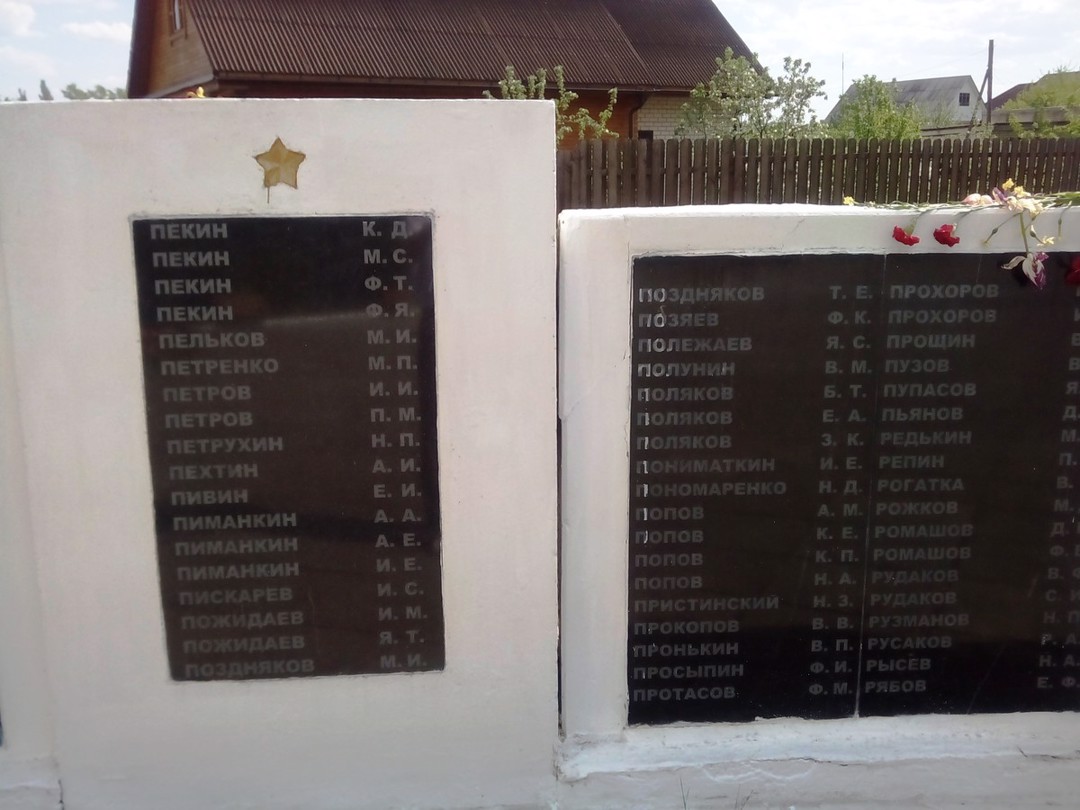 ПЕКИН К. Д.
ПЕКИН М. С.
ПЕКИН Ф. Т.
ПЕКИН Ф. Я.
ПЕЛЬКОВ М. И.
ПЕТРЕНКО М. П.
ПЕТРОВ И. И.
ПЕТРОВ П. М.
ПЕТРУХИН Н. П.
ПЕХТИН А. И.
ПИВИН Е. И.
ПИМАНКИН А. А.
ПИМАНКИН А. Е.
ПИМАНКИН И. Е.
ПИСКАРЕВ И. С.
ПОЖИДАЕВ И. М.
ПОЖИДАЕВ Я. Т.
ПОЗДНЯКОВ М. И.
ПОЗДНЯКОВ Т. Е.
ПОЗЯЕВ Ф. К.
ПОЛЕЖАЕВ Я. С.
ПОЛУНИН В. М.
ПОЛЯКОВ Б. Т.
ПОЛЯКОВ Е. А.
ПОЛЯКОВ З. К.
ПОНИМАТКИН И. Е.
ПОНОМАРЕНКО Н. Д.
ПОПОВ А. М.
ПОПОВ К. Е.
ПОПОВ К. П.
ПОПОВ Н. А.
ПРИСТИНСКИЙ Н. З.
ПРОКОПОВ В. В.
ПРОНЬКИН В. П.
ПРОСЫПИН Ф. И.
ПРОТАСОВ Ф. М.
ПРОХОРОВ
ПРОХОРОВ
ПРОЩИН В
ПУЗОВ В
ПУПАСОВ Я
ПЬЯНОВ Д
РЕДЬКИН М.
РЕПИН П.
РОГАТКА В.
РОЖКОВ М.
РОМАШОВ Д.
РОМАШОВ Ф.
РУДАКОВ В.
РУДАКОВ С. И
РУЗМАНОВ Н. П
РУСАКОВ Р. А
РЫСЕВ Н. А.
РЯБОВ Е. Ф.